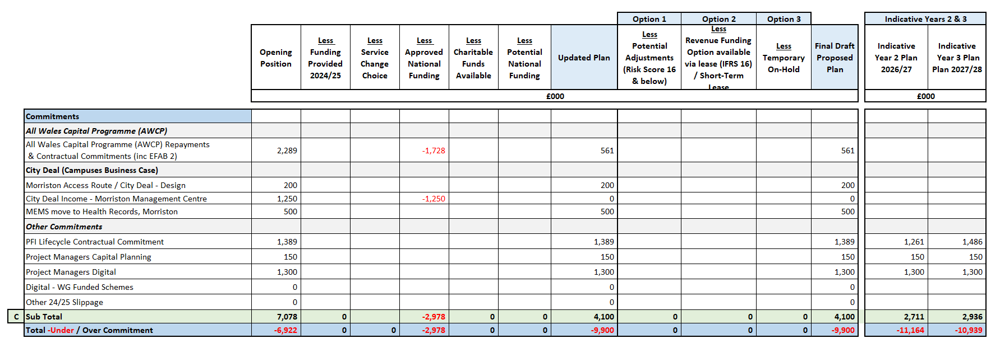 Option 1 Option 2 Option 3 Indicative Years 2 & 3
Opening Position Less Funding Provided 2024/25 Less Service Change Choice Less Approved National Funding Less Charitable Funds Available Less Potential National Funding Updated Plan Less Potential Adjustments (Risk Score 16 & below) Less Revenue Funding Option available via lease (IFRS 16) / Short-Term Lease Less Temporary On-Hold Final Draft Proposed Plan Indicative Year 2 Plan 2026/27 Indicative Year 3 Plan Plan 2027/28
£000 £000
Commitments
All Wales Capital Programme (AWCP)
All Wales Capital Programme (AWCP) Repayments
& Contractual Commitments (inc EFAB 2) 2,289 -1,728 561 561
City Deal (Campuses Business Case)
Morriston Access Route / City Deal - Design 200 200 200
City Deal Income - Morriston Management Centre 1,250 -1,250 0 0
MEMS move to Health Records, Morriston 500 500 500
Other Commitments
PFI Lifecycle Contractual Commitment 1,389 1,389 1,389 1,261 1,486
Project Managers Capital Planning 150 150 150 150 150
Project Managers Digital 1,300 1,300 1,300 1,300 1,300
Digital - WG Funded Schemes 0 0 0
Other 24/25 Slippage 0 0 0
C Sub Total 7,078 0 -2,978 0 0 4,100 0 0 0 4,100 2,711 2,936
Total -Under / Over Commitment -6,922 0 0 -2,978 0 0 -9,900 0 0 0 -9,900 -11,164 -10,939